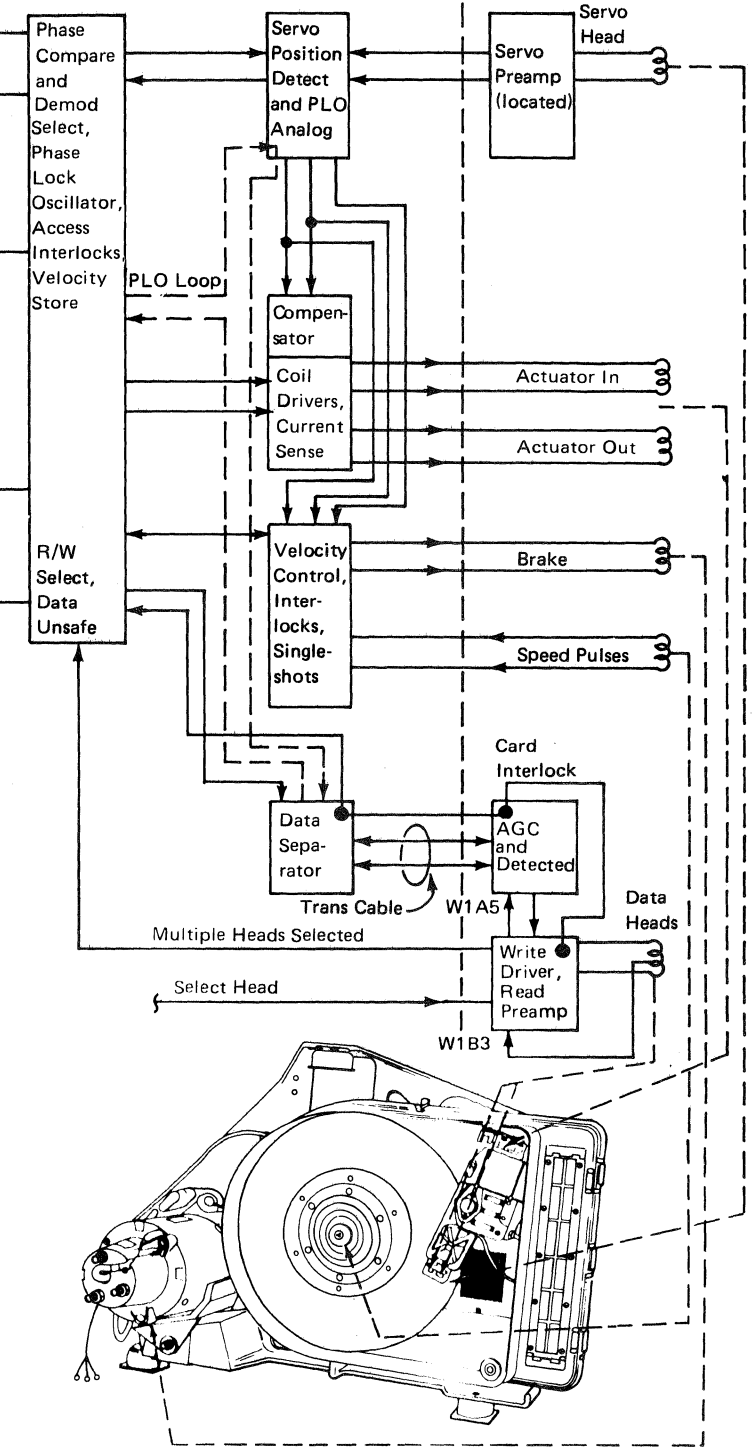 Phase
Compare
and
Demod
Select,
Phase
Lock
Oscillator,
Access
Interlocks,
Velocity
Store
R/W
Select,
Data
Unsafe
Servo
Position
Detect
and PLO
Analog
Servo
Preamp
(located)
Servo
Head
PLO Loop
Compen-
sator
Coil
Drivers,
Current
Sense
Actuator In
Actuator Out
Velocity
Control,
Inter-
locks,
Single-
shots
Brake
Speed Pulses
Card
Interlock
Data
Sepa-
rator
AGC
and
Detected
Trans Cable
W1A5
Data
Heads
Multiple Heads Selected
Write
Driver,
Read
Preamp
Select Head
W1B3